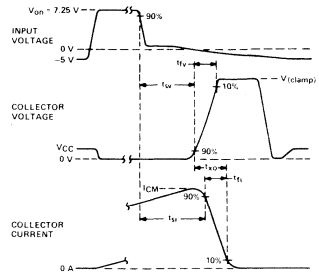 Von = 7.25 V
90%
INPUT
VOLTAGE
0 V
−5 V
tfv
tsv
10%
V(clamp)
COLLECTOR
VOLTAGE
VCC
0 V
90%
txo
tfi
ICM
90%
tsi
COLLECTOR
CURRENT
10%
0 A